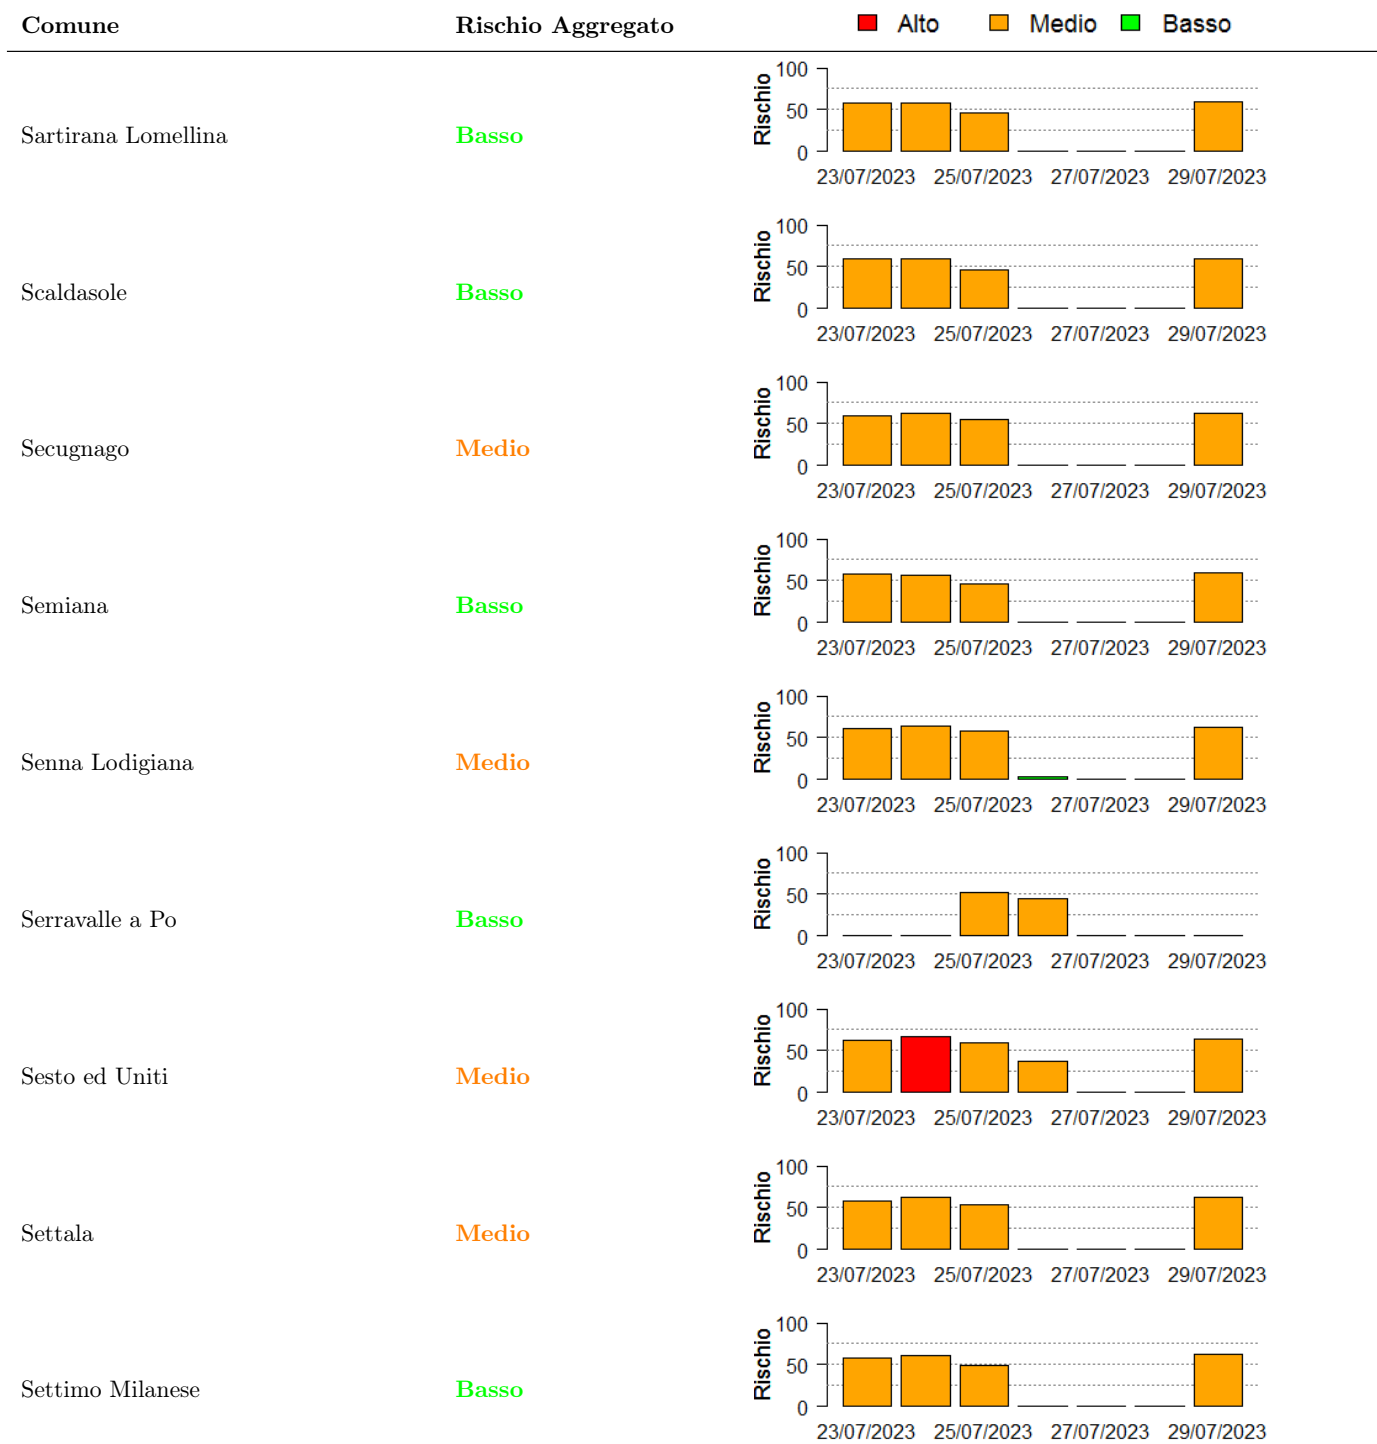 Comune Rischio Aggregato Alto Medio Basso
Sartirana Lomellina Basso
Rischio
100
50
0
23/07/2023 25/07/2023 27/07/2023 29/07/2023
Scaldasole Basso
Rischio
100
50
0
23/07/2023 25/07/2023 27/07/2023 29/07/2023
Secugnago Medio
Rischio
100
50
0
23/07/2023 25/07/2023 27/07/2023 29/07/2023
Semiana Basso
Rischio
100
50
0
23/07/2023 25/07/2023 27/07/2023 29/07/2023
Senna Lodigiana Medio
Rischio
100
50
0
23/07/2023 25/07/2023 27/07/2023 29/07/2023
Serravalle a Po Basso
Rischio
100
50
0
23/07/2023 25/07/2023 27/07/2023 29/07/2023
Sesto ed Uniti Medio
Rischio
100
50
0
23/07/2023 25/07/2023 27/07/2023 29/07/2023
Settala Medio
Rischio
100
50
0
23/07/2023 25/07/2023 27/07/2023 29/07/2023
Settimo Milanese Basso
Rischio
100
50
0
23/07/2023 25/07/2023 27/07/2023 29/07/2023